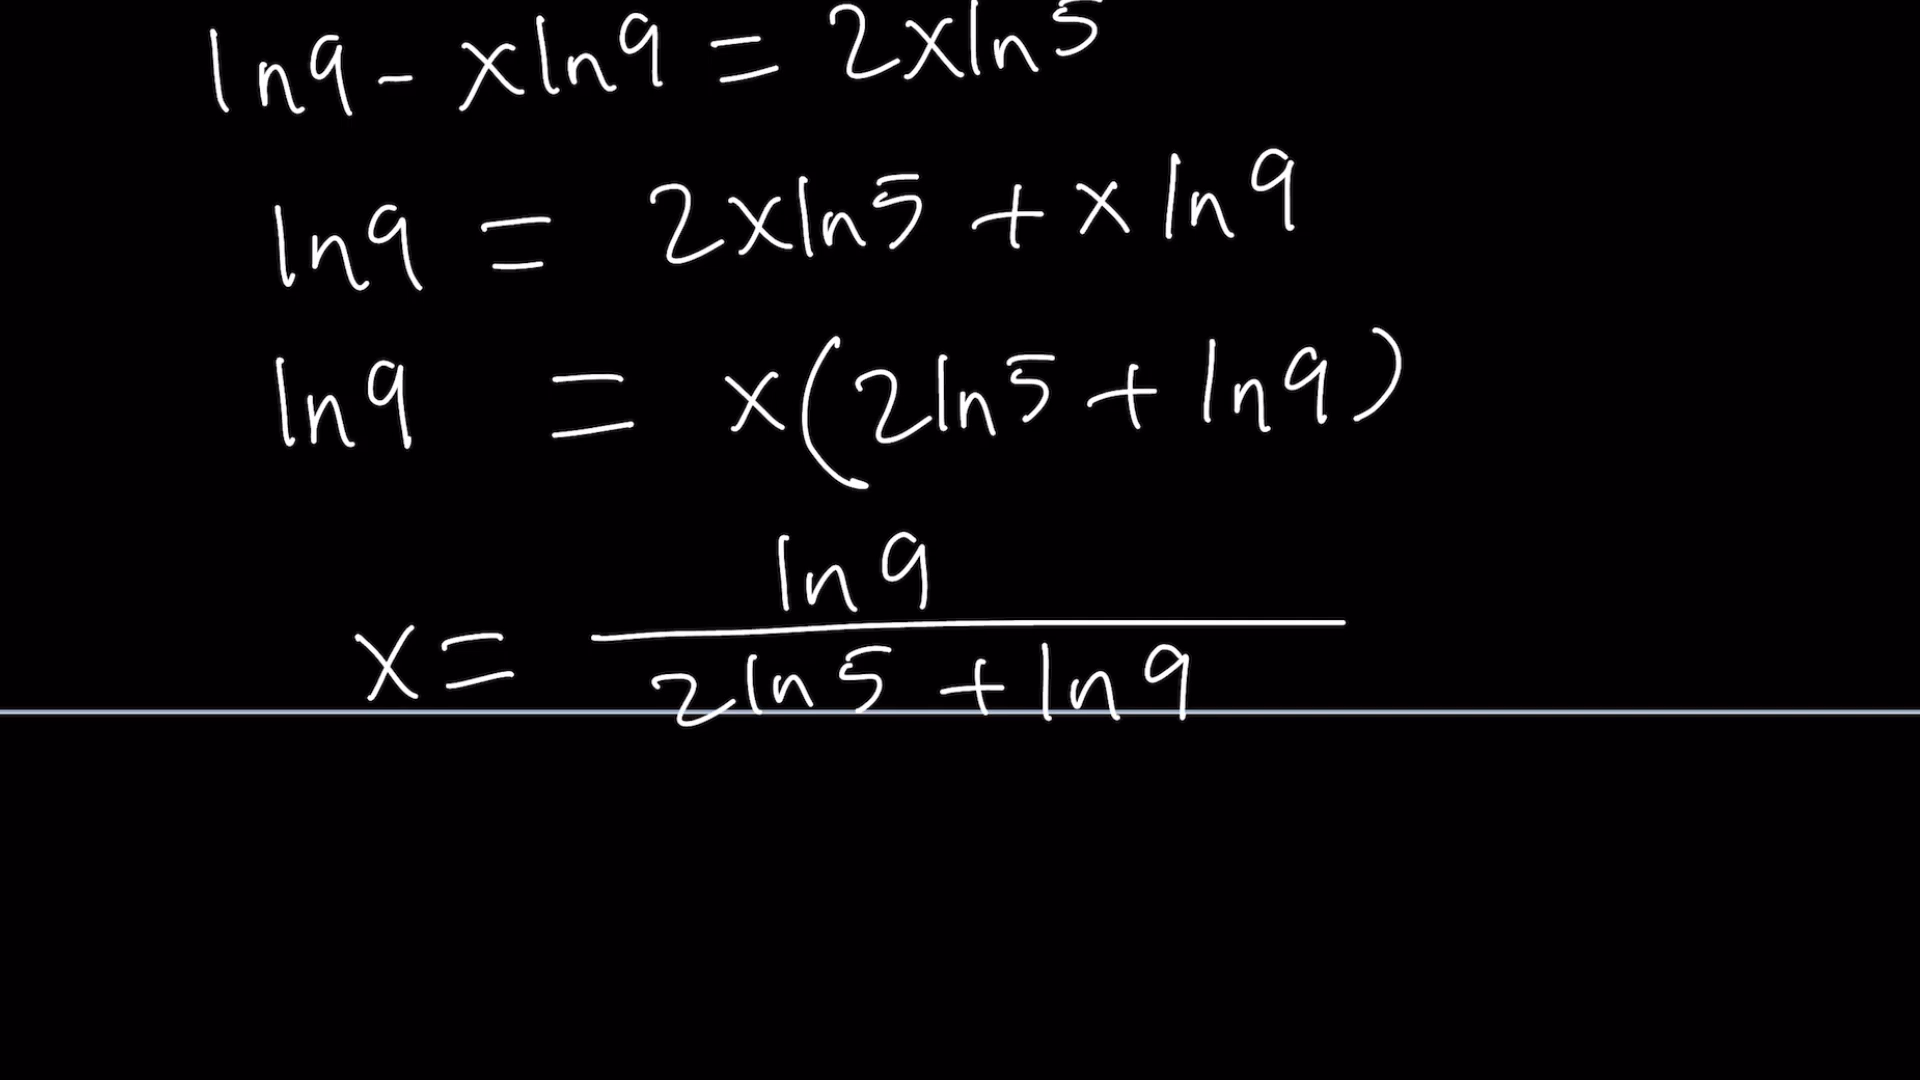 ln9 - xln9 = 2xln5
ln9 = 2xln5 + xln9
ln9 = x(2ln5 + ln9)
ln9
x = 
2ln5 + ln9